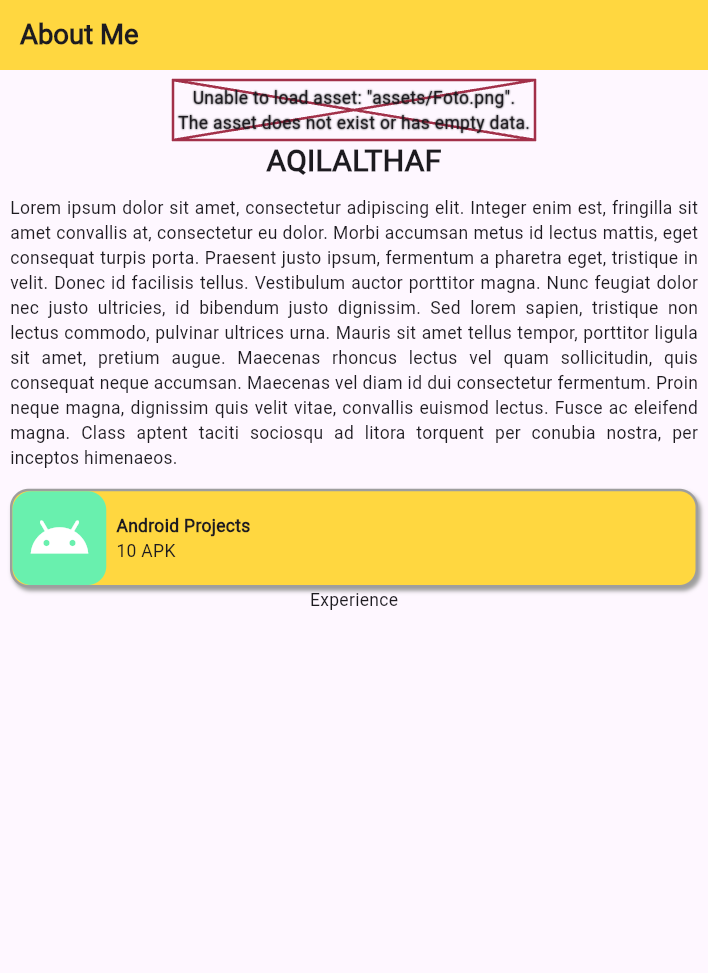 About Me
Unable to load asset: "assets/Foto.png".
The asset does not exist or has empty data.
AQILALTHAF
Lorem ipsum dolor sit amet, consectetur adipiscing elit. Integer enim est, fringilla sit
amet convallis at, consectetur eu dolor. Morbi accumsan metus id lectus mattis, eget
consequat turpis porta. Praesent justo ipsum, fermentum a pharetra eget, tristique in
velit. Donec id facilisis tellus. Vestibulum auctor porttitor magna. Nunc feugiat dolor
nec justo ultricies, id bibendum justo dignissim. Sed lorem sapien, tristique non
lectus commodo, pulvinar ultrices urna. Mauris sit amet tellus tempor, porttitor ligula
sit amet, pretium augue. Maecenas rhoncus lectus vel quam sollicitudin, quis
consequat neque accumsan. Maecenas vel diam id dui consectetur fermentum. Proin
neque magna, dignissim quis velit vitae, convallis euismod lectus. Fusce ac eleifend
magna. Class aptent taciti sociosqu ad litora torquent per conubia nostra, per
inceptos himenaeos.
Android Projects
10 APK
Experience